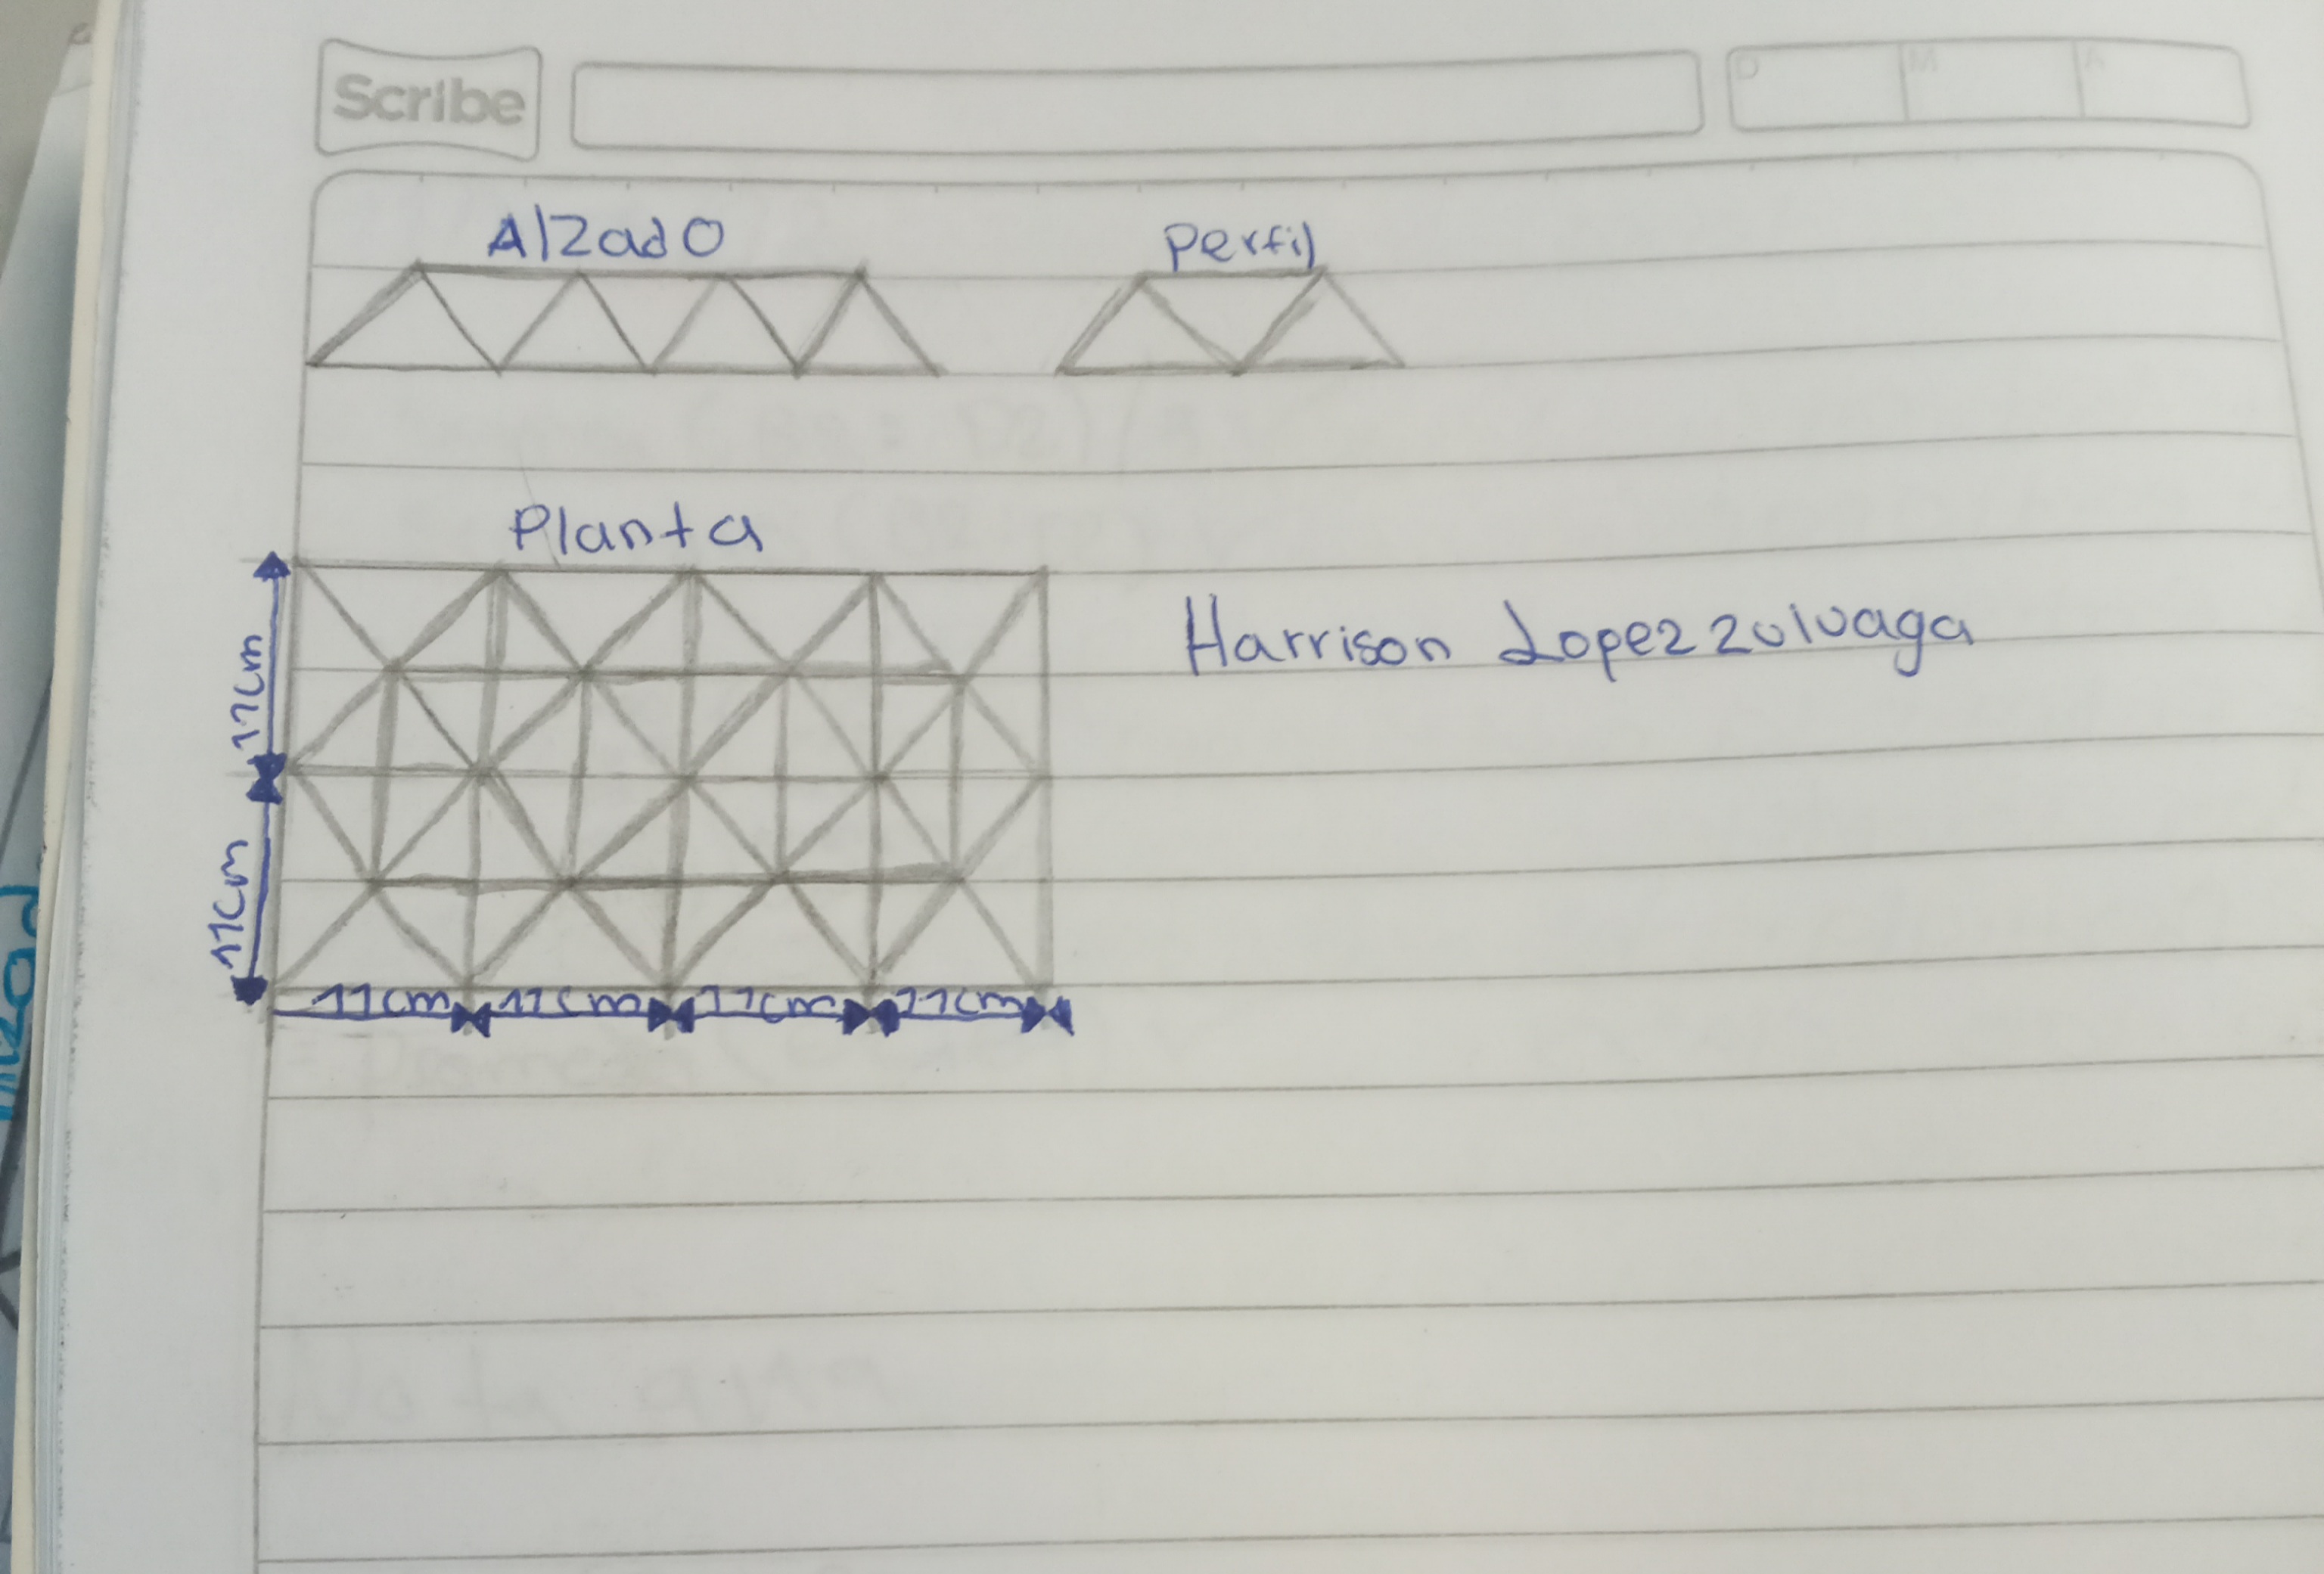 Scribe
D M A
Alzado
Perfil
Planta
Harrison Lopez Zuluaga
11cm
11cm
11cm 11cm 11cm 11cm